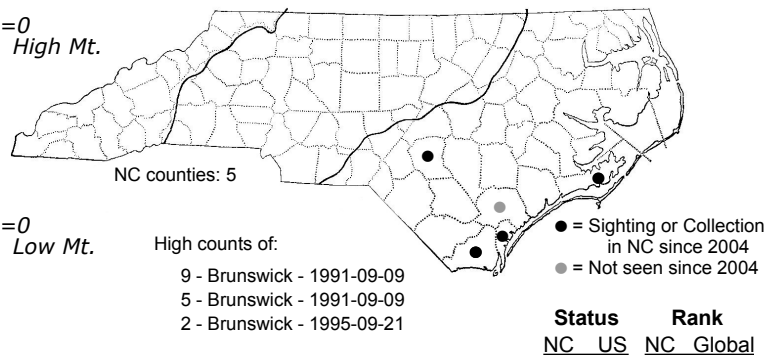 =0
High Mt.
NC counties: 5
=0
Low Mt.
High counts of:
9 - Brunswick - 1991-09-09
5 - Brunswick - 1991-09-09
2 - Brunswick - 1995-09-21
= Sighting or Collection
in NC since 2004
= Not seen since 2004
Status Rank
NC US NC Global